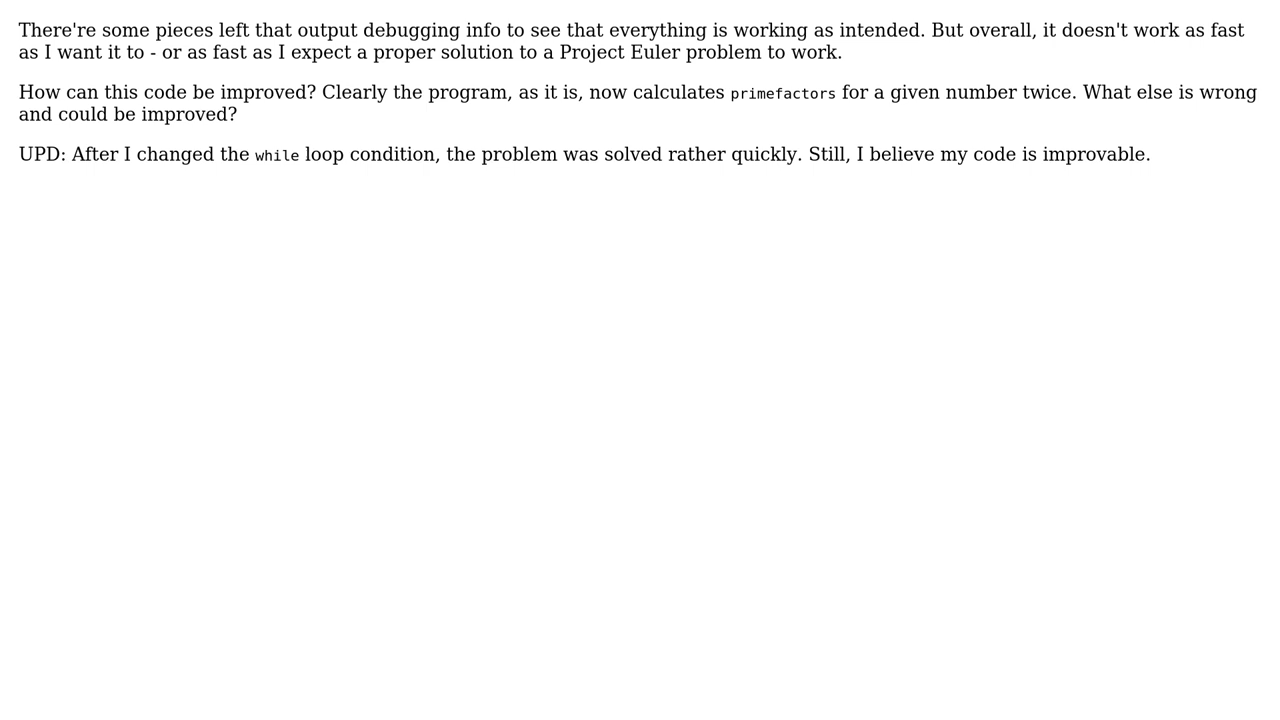 There're some pieces left that output debugging info to see that everything is working as intended. But overall, it doesn't work as fast
as I want it to - or as fast as I expect a proper solution to a Project Euler problem to work.
How can this code be improved? Clearly the program, as it is, now calculates primefactors for a given number twice. What else is wrong
and could be improved?
UPD: After I changed the while loop condition, the problem was solved rather quickly. Still, I believe my code is improvable.